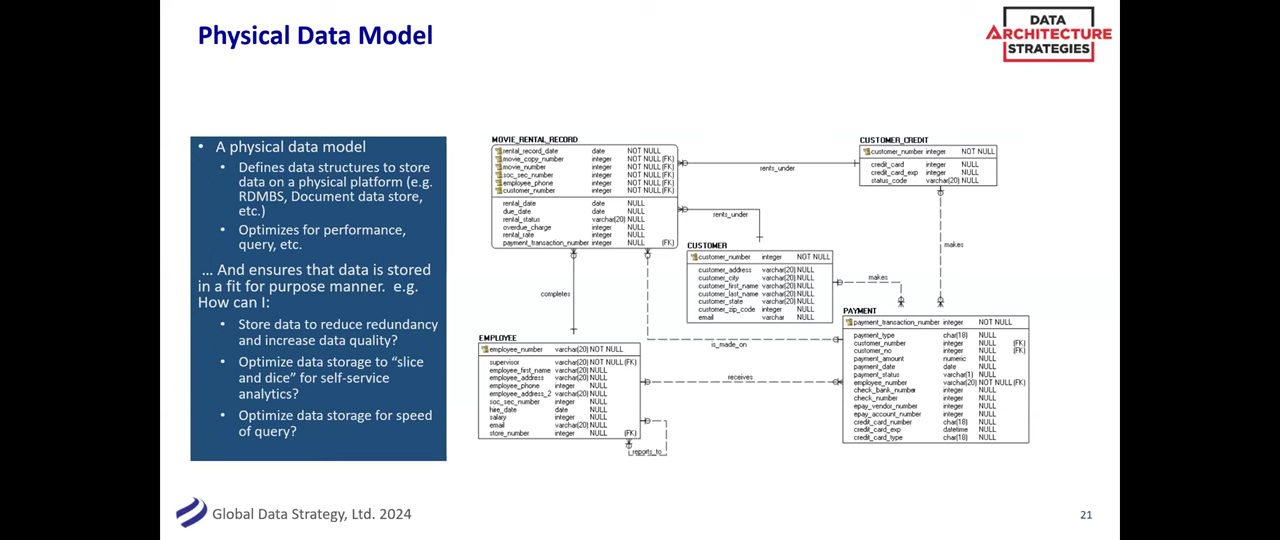 Physical Data Model
DATA
ARCHITECTURE
STRATEGIES
• A physical data model
• Defines data structures to store
data on a physical platform (e.g.
RDMBS, Document data store,
etc.)
• Optimizes for performance,
query, etc.
... And ensures that data is stored
in a fit for purpose manner. e.g.
How can I:
• Store data to reduce redundancy
and increase data quality?
• Optimize data storage to “slice
and dice” for self-service
analytics?
• Optimize data storage for speed
of query?
MOVIE_RENTAL_RECORD
rental_record_date date NOT NULL
movie_copy_number integer NOT NULL(FK)
movie_number integer NOT NULL(FK)
soc_sec_number integer NOT NULL(FK)
employee_phone integer NOT NULL(FK)
customer_number integer NOT NULL(FK)
rental_date date NULL
due_date date NULL
rental_status varchar(20) NULL
overdue_charge integer NULL
rental_rate integer NULL
payment_transaction_number integer NULL (FK)
rents_under
CUSTOMER_CREDIT
customer_number integer NOT NULL
credit_card integer NULL
credit_card_exp integer NULL
status_code varchar(20) NULL
rents_under
CUSTOMER
customer_number integer NOT NULL
customer_address varchar(20) NULL
customer_city varchar(20) NULL
customer_first_name varchar(20) NULL
customer_last_name varchar(20) NULL
customer_state varchar(20) NULL
customer_zip_code integer NULL
email varchar NULL
makes
makes
completes
is_made_on
receives
reports_to
EMPLOYEE
employee_number varchar(20) NOT NULL
supervisor varchar(20) NOT NULL(FK)
employee_first_name varchar(20) NULL
employee_address varchar(20) NULL
employee_phone integer NULL
employee_address_2 varchar(20) NULL
soc_sec_number integer NULL
hire_date date NULL
salary integer NULL
email varchar(20) NULL
store_number integer NULL (FK)
PAYMENT
payment_transaction_number integer NOT NULL
payment_type char(18) NULL
customer_number integer NULL (FK)
customer_no integer NULL (FK)
payment_amount numeric NULL
payment_date date NULL
payment_status varchar(1) NULL
employee_number varchar(20) NOT NULL(FK)
check_bank_number integer NULL
check_number integer NULL
epay_vendor_number integer NULL
epay_account_number integer NULL
credit_card_number char(18) NULL
credit_card_exp datetime NULL
credit_card_type char(18) NULL
Global Data Strategy, Ltd. 2024
21